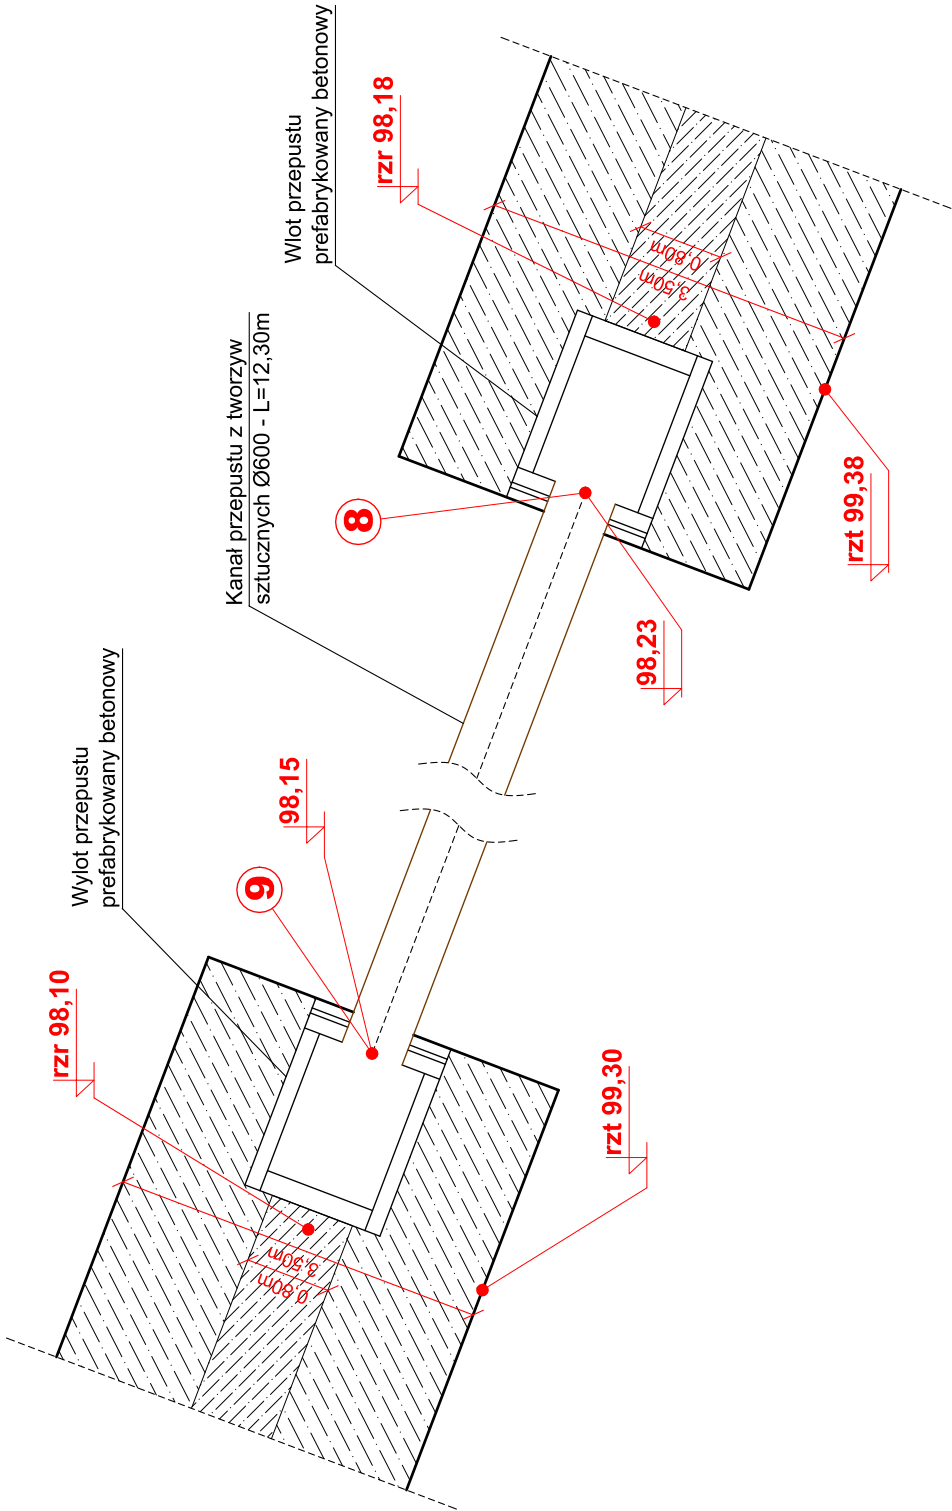 Wylot przepustu
prefabrykowany betonowy
Kanał przepustu z tworzyw
sztucznych Ø600 - L=12,30m
Wlot przepustu
prefabrykowany betonowy
rzr 98,10
9
98,15
8
98,23
rzr 98,18
3,50m
0,80m
0,80m
3,50m
rzt 99,30
rzt 99,38